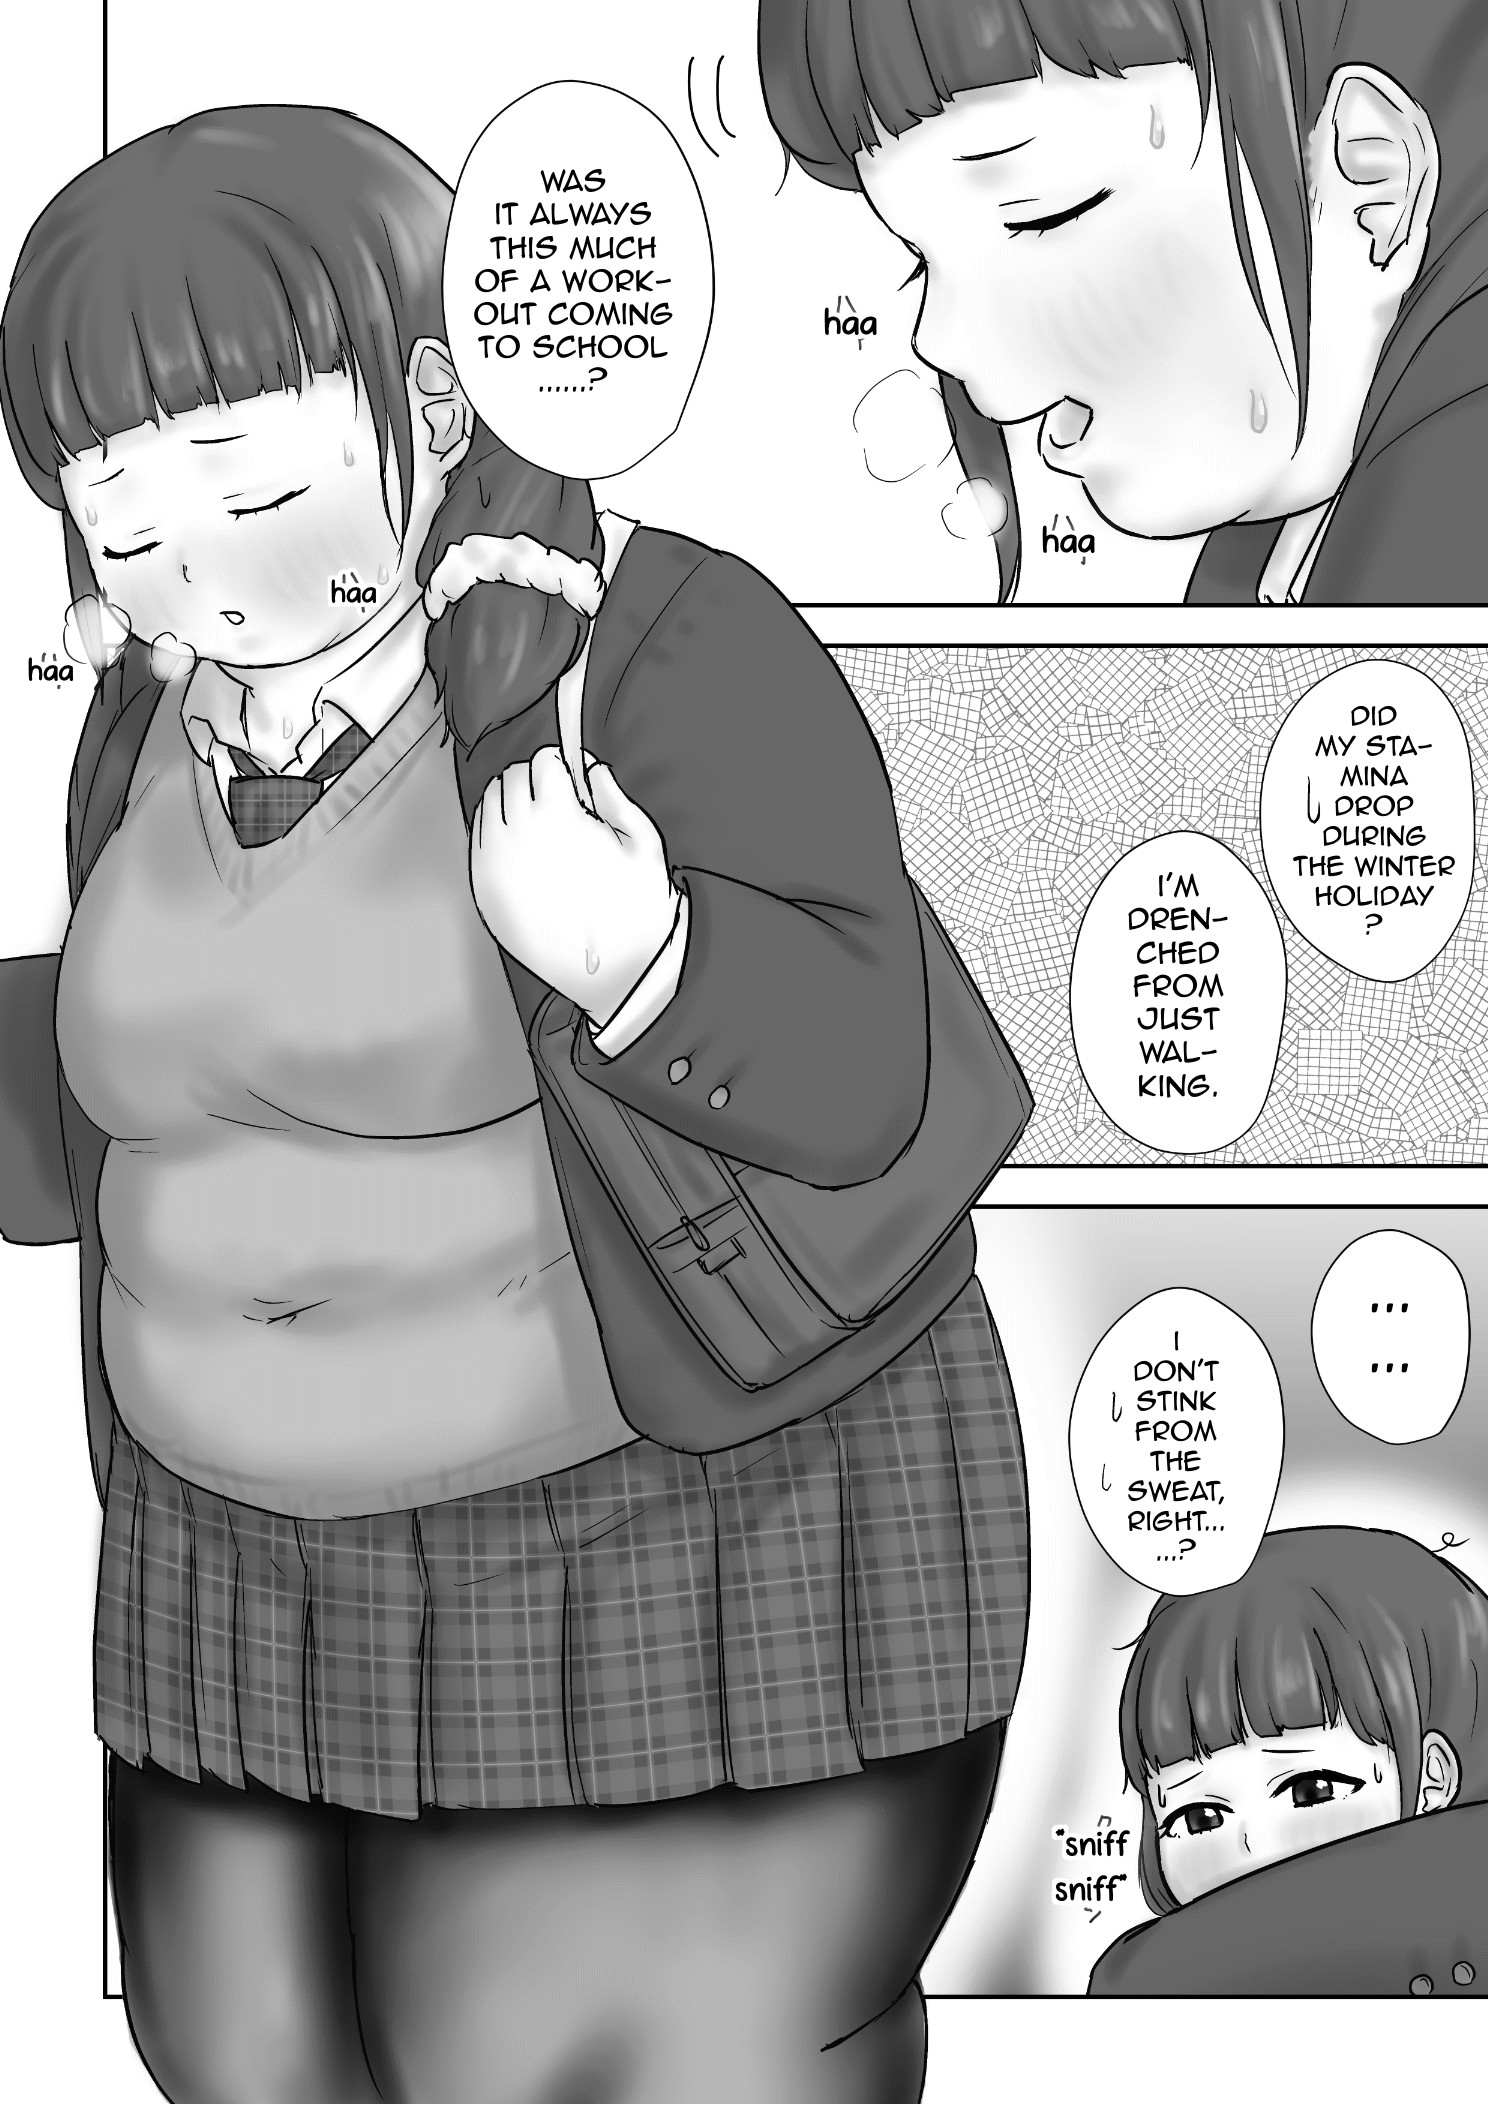 haa
haa
WAS
IT ALWAYS
THIS MUCH
OF A WORK-
OUT COMING
TO SCHOOL
......?
haa
haa
DID
MY STA-
MINA
DROP
DURING
THE WINTER
HOLIDAY
?
I'M
DREN-
CHED
FROM
JUST
WAL-
KING.
...
...
I
DON'T
STINK
FROM
THE
SWEAT,
RIGHT...
...?
*sniff
sniff*